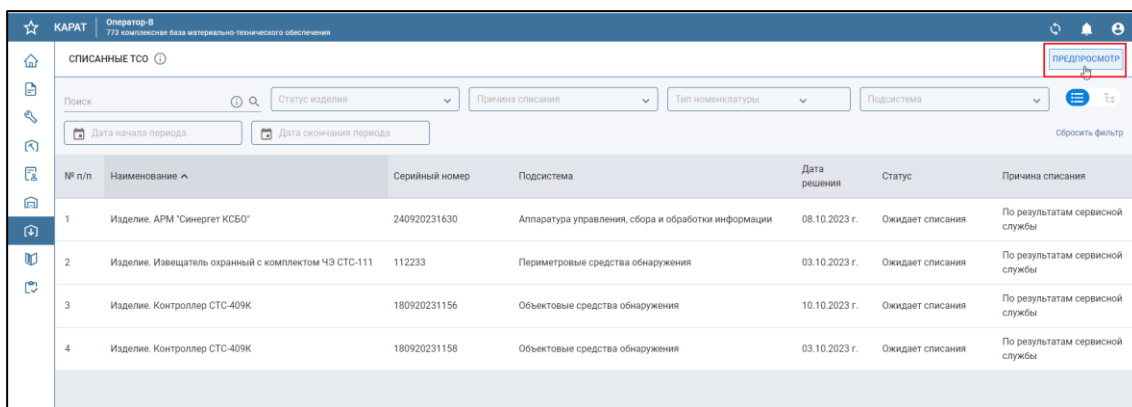 КАРАТ
Оператор-В
773 комплексная база материально-технического обеспечения
СПИСАННЫЕ ТСО
ПРЕДПРОСМОТР
Поиск
Статус изделия
Причина списания
Тип номенклатуры
Подсистема
Дата начала периода
Дата окончания периода
Сбросить фильтр
№ п/п Наименование Серийный номер Подсистема Дата решения Статус Причина списания
1 Изделие. АРМ "Синергет КСБО" 240920231630 Аппаратура управления, сбора и обработки информации 08.10.2023 г. Ожидает списания По результатам сервисной службы
2 Изделие. Извещатель охранный с комплектом ЧЭ СТС-111 112233 Периметровые средства обнаружения 03.10.2023 г. Ожидает списания По результатам сервисной службы
3 Изделие. Контроллер СТС-409К 180920231156 Объектовые средства обнаружения 10.10.2023 г. Ожидает списания По результатам сервисной службы
4 Изделие. Контроллер СТС-409К 180920231158 Объектовые средства обнаружения 03.10.2023 г. Ожидает списания По результатам сервисной службы